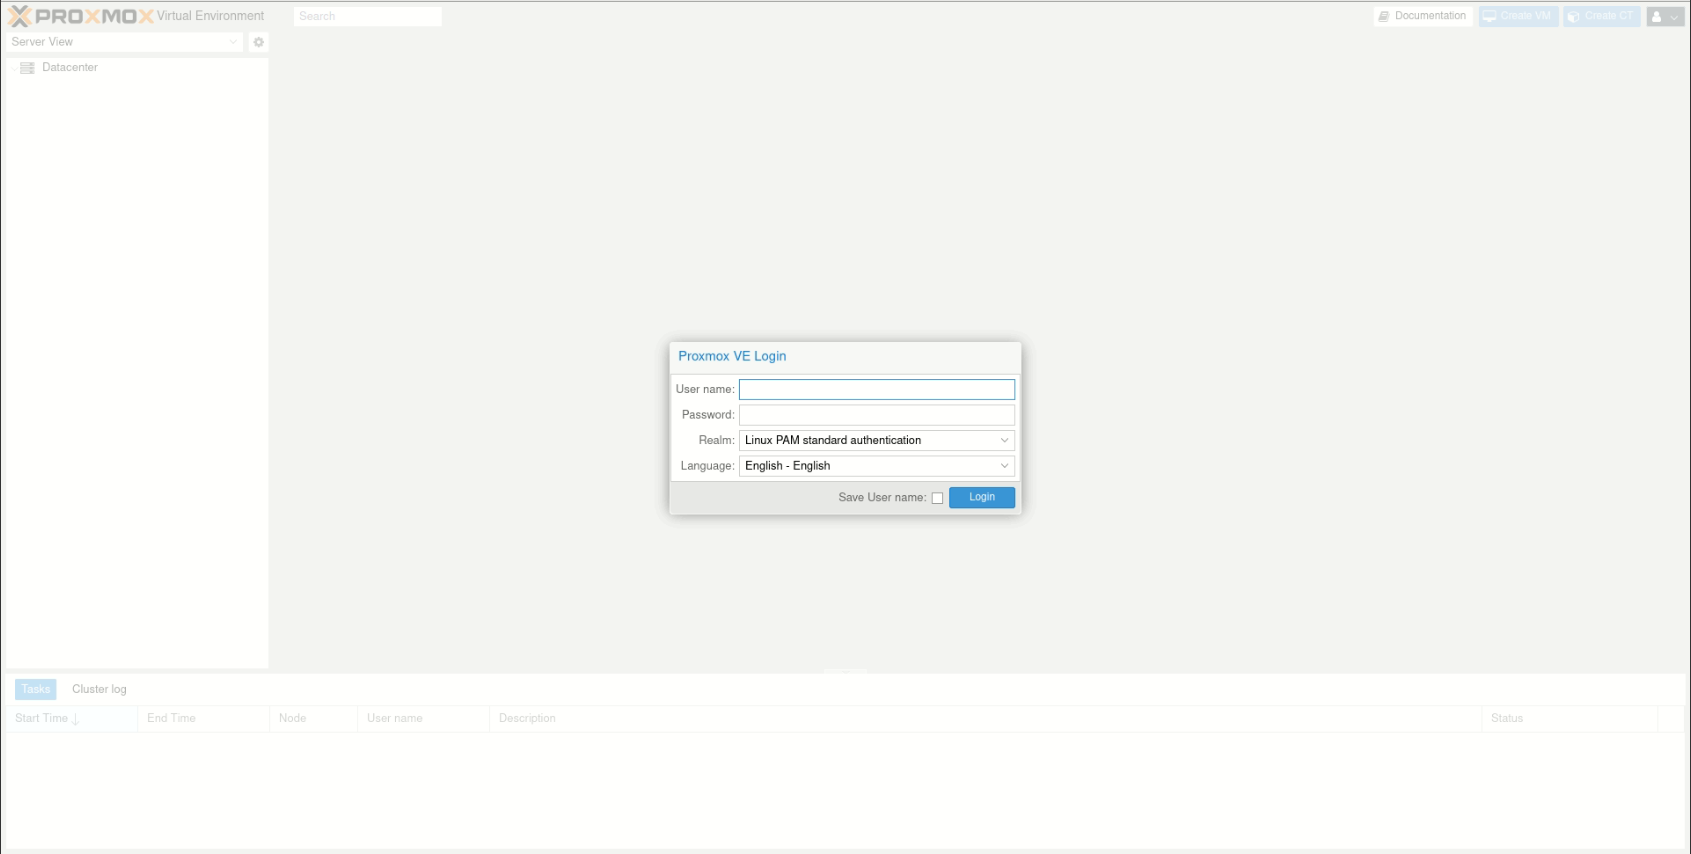 PROXMOX Virtual Environment Search Documentation Create VM Create CT
Server View
Datacenter
Proxmox VE Login
User name:
Password:
Realm: Linux PAM standard authentication
Language: English - English
Save User name: Login
Tasks Cluster log
Start Time End Time Node User name Description Status